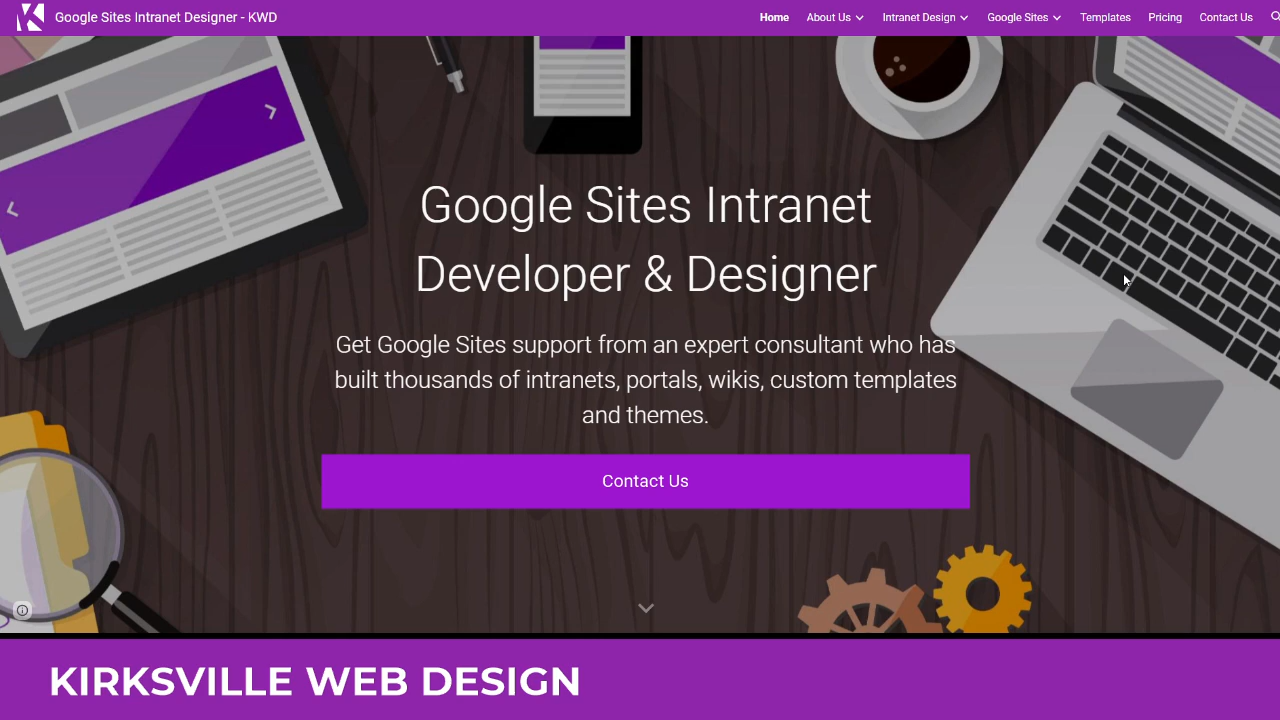 Google Sites Intranet Designer - KWD
Home About Us Intranet Design Google Sites Templates Pricing Contact Us
Google Sites Intranet
Developer & Designer
Get Google Sites support from an expert consultant who has
built thousands of intranets, portals, wikis, custom templates
and themes.
Contact Us
KIRKSVILLE WEB DESIGN